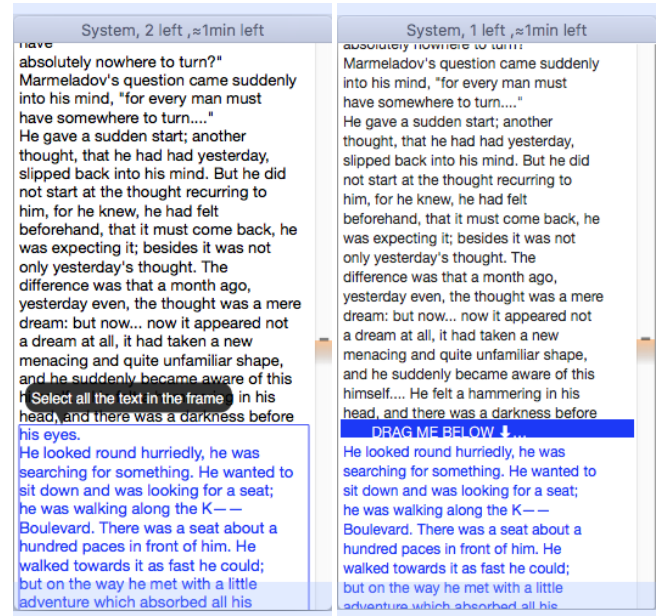 System, 2 left ,≈1min left
have
absolutely nowhere to turn?"
Marmeladov's question came suddenly
into his mind, "for every man must
have somewhere to turn...."
He gave a sudden start; another
thought, that he had had yesterday,
slipped back into his mind. But he did
not start at the thought recurring to
him, for he knew, he had felt
beforehand, that it must come back, he
was expecting it; besides it was not
only yesterday's thought. The
difference was that a month ago,
yesterday even, the thought was a mere
dream: but now... now it appeared not
a dream at all, it had taken a new
menacing and quite unfamiliar shape,
and he suddenly became aware of this
Select all the text in the frame
in his
head, and there was a darkness before
his eyes.
He looked round hurriedly, he was
searching for something. He wanted to
sit down and was looking for a seat;
he was walking along the K——
Boulevard. There was a seat about a
hundred paces in front of him. He
walked towards it as fast he could;
but on the way he met with a little
adventure which absorbed all his
System, 1 left ,≈1min left
absolutely nowhere to turn?"
Marmeladov's question came suddenly
into his mind, "for every man must
have somewhere to turn...."
He gave a sudden start; another
thought, that he had had yesterday,
slipped back into his mind. But he did
not start at the thought recurring to
him, for he knew, he had felt
beforehand, that it must come back, he
was expecting it; besides it was not
only yesterday's thought. The
difference was that a month ago,
yesterday even, the thought was a mere
dream: but now... now it appeared not
a dream at all, it had taken a new
menacing and quite unfamiliar shape,
and he suddenly became aware of this
himself.... He felt a hammering in his
head, and there was a darkness before
DRAG ME BELOW ⬇...
He looked round hurriedly, he was
searching for something. He wanted to
sit down and was looking for a seat;
he was walking along the K——
Boulevard. There was a seat about a
hundred paces in front of him. He
walked towards it as fast he could;
but on the way he met with a little
adventure which absorbed all his